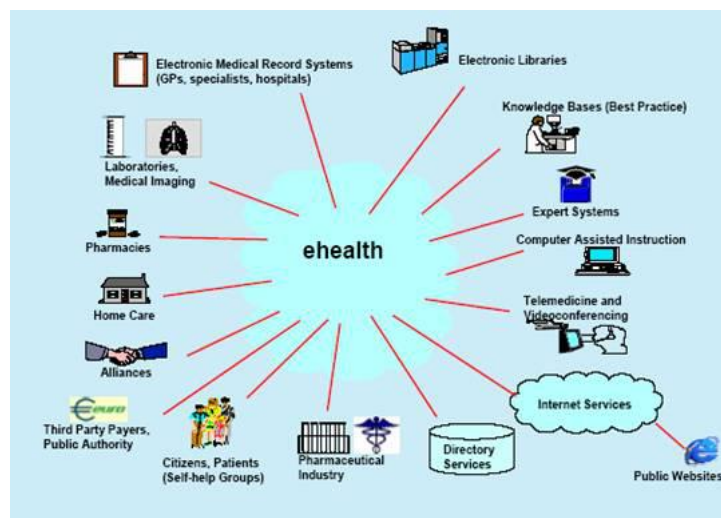 Electronic Medical Record Systems
(GPs, specialists, hospitals)
Electronic Libraries
Knowledge Bases (Best Practice)
Laboratories,
Medical Imaging
Expert Systems
Pharmacies
ehealth
Computer Assisted Instruction
Home Care
Telemedicine and
Videoconferencing
Alliances
Internet Services
euro
Third Party Payers,
Public Authority
Citizens, Patients
(Self-help Groups)
Pharmaceutical
Industry
Directory
Services
Public Websites